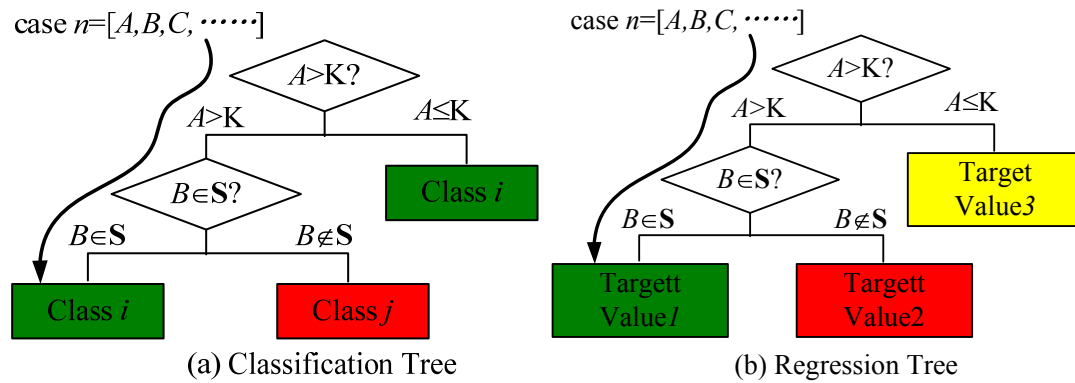 case n=[A,B,C, ······]
A>K?
A>K
A≤K
B∈S?
Class i
B∈S
B∉S
Class i
Class j
(a) Classification Tree
case n=[A,B,C, ······]
A>K?
A>K
A≤K
B∈S?
Target
Value3
B∈S
B∉S
Targett
Value1
Targett
Value2
(b) Regression Tree